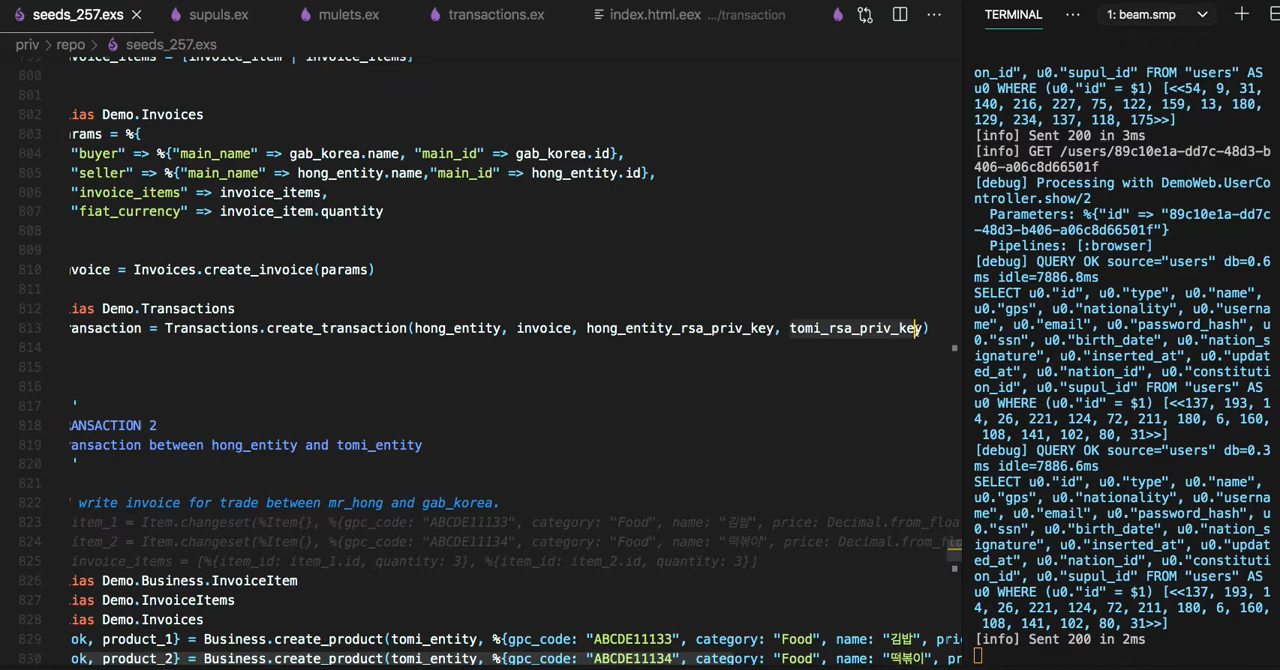 seeds_257.exs
supuls.ex
mulets.ex
transactions.ex
index.html.eex .../transaction
priv > repo > seeds_257.exs
voice_items = [invoice_item | invoice_items]
800
801
802 ias Demo.Invoices
803 rams = %{
804 "buyer" => %{"main_name" => gab_korea.name, "main_id" => gab_korea.id},
805 "seller" => %{"main_name" => hong_entity.name,"main_id" => hong_entity.id},
806 "invoice_items" => invoice_items,
807 "fiat_currency" => invoice_item.quantity
808
809
810 voice = Invoices.create_invoice(params)
811
812 ias Demo.Transactions
813 ransaction = Transactions.create_transaction(hong_entity, invoice, hong_entity_rsa_priv_key, tomi_rsa_priv_key)
814
815
816
817 '
818 RANSACTION 2
819 ransaction between hong_entity and tomi_entity
820 '
821
822 ' write invoice for trade between mr_hong and gab_korea.
823 item_1 = Item.changeset(%Item{}, %{gpc_code: "ABCDE11133", category: "Food", name: "김밥", price: Decimal.from_floa
824 item_2 = Item.changeset(%Item{}, %{gpc_code: "ABCDE11134", category: "Food", name: "떡볶이", price: Decimal.from_flo
825 invoice_items = [%{item_id: item_1.id, quantity: 3}, %{item_id: item_2.id, quantity: 3}]
826 ias Demo.Business.InvoiceItem
827 ias Demo.InvoiceItems
828 ias Demo.Invoices
829 ok, product_1} = Business.create_product(tomi_entity, %{gpc_code: "ABCDE11133", category: "Food", name: "김밥", pri
830 ok, product_2} = Business.create_product(tomi_entity, %{gpc_code: "ABCDE11134", category: "Food", name: "떡볶이", pr
TERMINAL ... 1: beam.smp
on_id", u0."supul_id" FROM "users" AS
u0 WHERE (u0."id" = $1) [<<54, 9, 31,
140, 216, 227, 75, 122, 159, 13, 180,
129, 234, 137, 118, 175>>]
[info] Sent 200 in 3ms
[info] GET /users/89c10e1a-dd7c-48d3-b
406-a06c8d66501f
[debug] Processing with DemoWeb.UserCo
ntroller.show/2
Parameters: %{"id" => "89c10e1a-dd7c
-48d3-b406-a06c8d66501f"}
Pipelines: [:browser]
[debug] QUERY OK source="users" db=0.6
ms idle=7886.8ms
SELECT u0."id", u0."type", u0."name",
u0."gps", u0."nationality", u0."userna
me", u0."email", u0."password_hash", u
0."ssn", u0."birth_date", u0."nation_s
ignature", u0."inserted_at", u0."updat
ed_at", u0."nation_id", u0."constituti
on_id", u0."supul_id" FROM "users" AS
u0 WHERE (u0."id" = $1) [<<137, 193, 1
4, 26, 221, 124, 72, 211, 180, 6, 160,
108, 141, 102, 80, 31>>]
[debug] QUERY OK source="users" db=0.3
ms idle=7886.6ms
SELECT u0."id", u0."type", u0."name",
u0."gps", u0."nationality", u0."userna
me", u0."email", u0."password_hash", u
0."ssn", u0."birth_date", u0."nation_s
ignature", u0."inserted_at", u0."updat
ed_at", u0."nation_id", u0."constituti
on_id", u0."supul_id" FROM "users" AS
u0 WHERE (u0."id" = $1) [<<137, 193, 1
4, 26, 221, 124, 72, 211, 180, 6, 160,
108, 141, 102, 80, 31>>]
[info] Sent 200 in 2ms